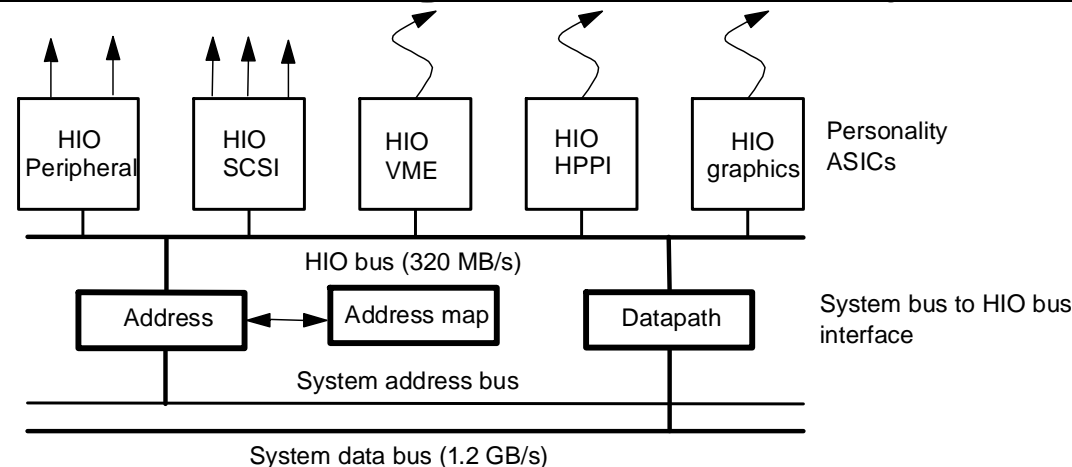 HIO
Peripheral
HIO
SCSI
HIO
VME
HIO
HPPI
HIO
graphics
Personality
ASICs
HIO bus (320 MB/s)
Address
Address map
Datapath
System bus to HIO bus
interface
System address bus
System data bus (1.2 GB/s)